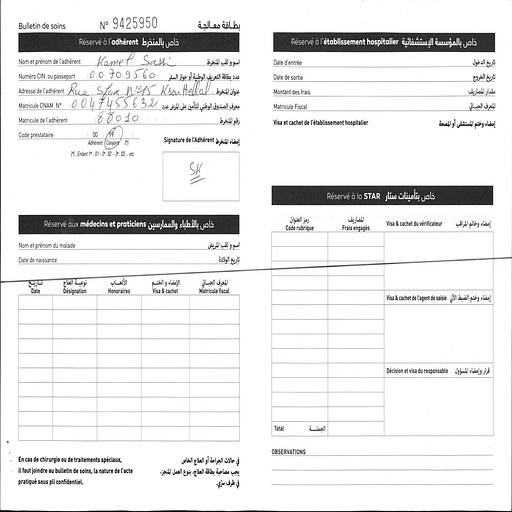 Bulletin de soins N° 9425950 بطاقة معالجة
Réservé à l'adhérent خاص بالمنخرط
Nom et prénom de l'adhérent Kamel Sassi اسم و لقب المنخرط
Numéro CIN ou passeport 00709560 عدد بطاقة التعريف الوطنية أو جواز السفر
Adresse de l'adhérent Rue Sfax N°15 Ksar Hellal عنوان المنخرط
Matricule CNAM N° 0047455632 معرف الصندوق الوطني للتأمين على المرض عدد
Matricule de l'adhérent 88010 رقم المنخرط
Code prestataire 00 99 Signature de l'Adhérent إمضاء المنخرط
Adhérent Conjoint (*)
(*) : Enfant 1er : 01 - 2 : 02 - 3 : 03 ... etc
Réservé aux médecins et praticiens خاص بالأطباء والممارسين
Nom et prénom du malade اسم و لقب المريض
Date de naissance تاريخ الولادة
تاريخ نوعية العلاج الأتعاب الإمضاء و الختم المعرف الجبائي
Date Désignation Honoraires Visa & cachet Matricule fiscal
En cas de chirurgie ou de traitements spéciaux, في حالات الجراحة أو العلاج الخاص
il faut joindre au bulletin de soins, la nature de l'acte يجب مصاحبة بطاقة العلاج، بنوع العمل المنجز،
pratiqué sous pli confidentiel. في ظرف سري.
Réservé à l'établissement hospitalier خاص بالمؤسسة الإستشفائية
Date d'entrée تاريخ الدخول
Date de sortie تاريخ الخروج
Montant des frais مقدار المصاريف
Matricule Fiscal المعرف الجبائي
Visa et cachet de l'établissement hospitalier إمضاء وختم المستشفى أو المصحة
Réservé à la STAR خاص بتأمينات ستار
رمز العنوان المصاريف Visa & cachet du vérificateur إمضاء وخاتم المراقب
Code rubrique Frais engagés
Visa & cachet de l'agent de saisie إمضاء وختم الضبط الآلي
Décision et visa du responsable قرار وإمضاء المسؤول
Total الجملة
OBSERVATIONS